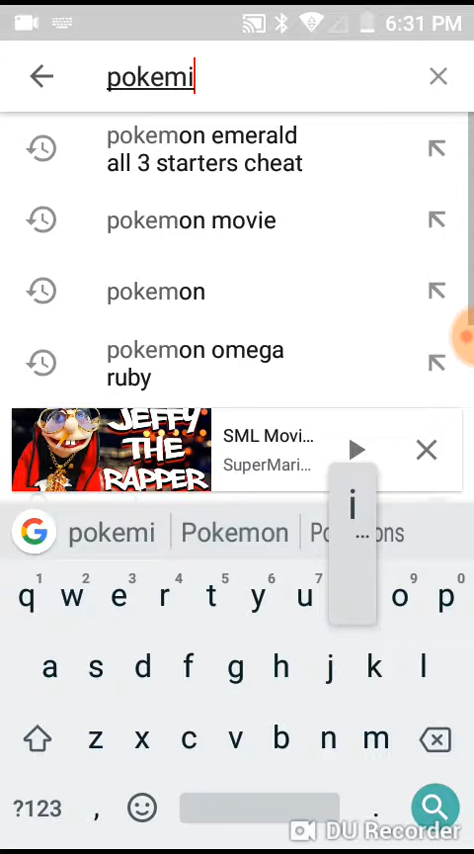 6:31 PM
pokemi
pokemon emerald
all 3 starters cheat
pokemon movie
pokemon
pokemon omega
ruby
JEFFY
THE
RAPPER
SML Movi...
SuperMari...
i
...
G pokemi Pokemon
1 2 3 4 5 6 7 9 0
q w e r t y u o p
a s d f g h j k l
z x c v b n m
?123 , .
DU Recorder